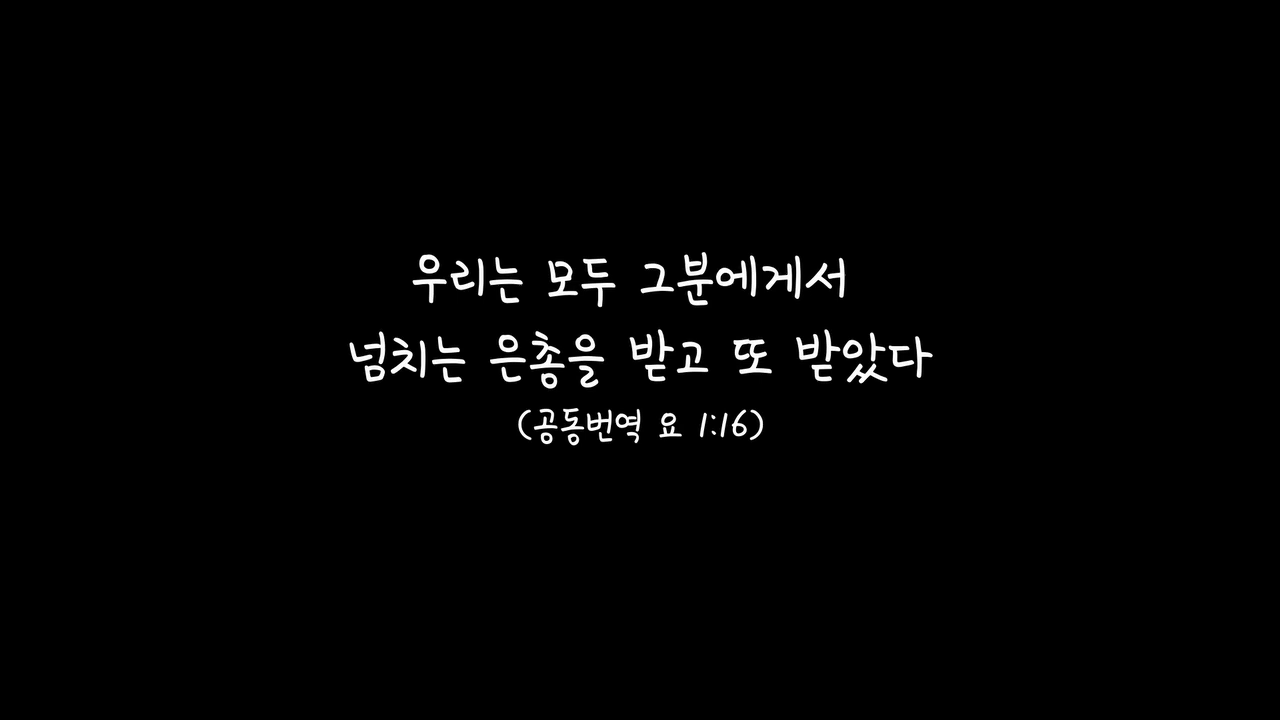 우리는 모두 그분에게서
넘치는 은총을 받고 또 받았다
(공동번역 요 1:16)